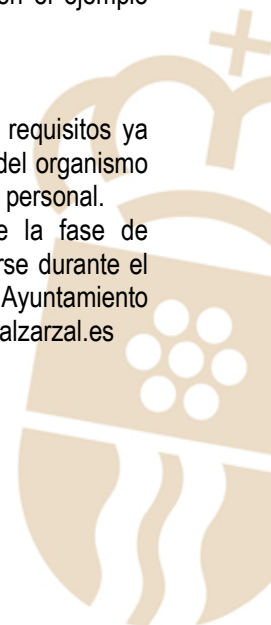 en el ejemplo
requisitos ya
del organismo
personal.
e la fase de
rse durante el
Ayuntamiento
alzarzal.es